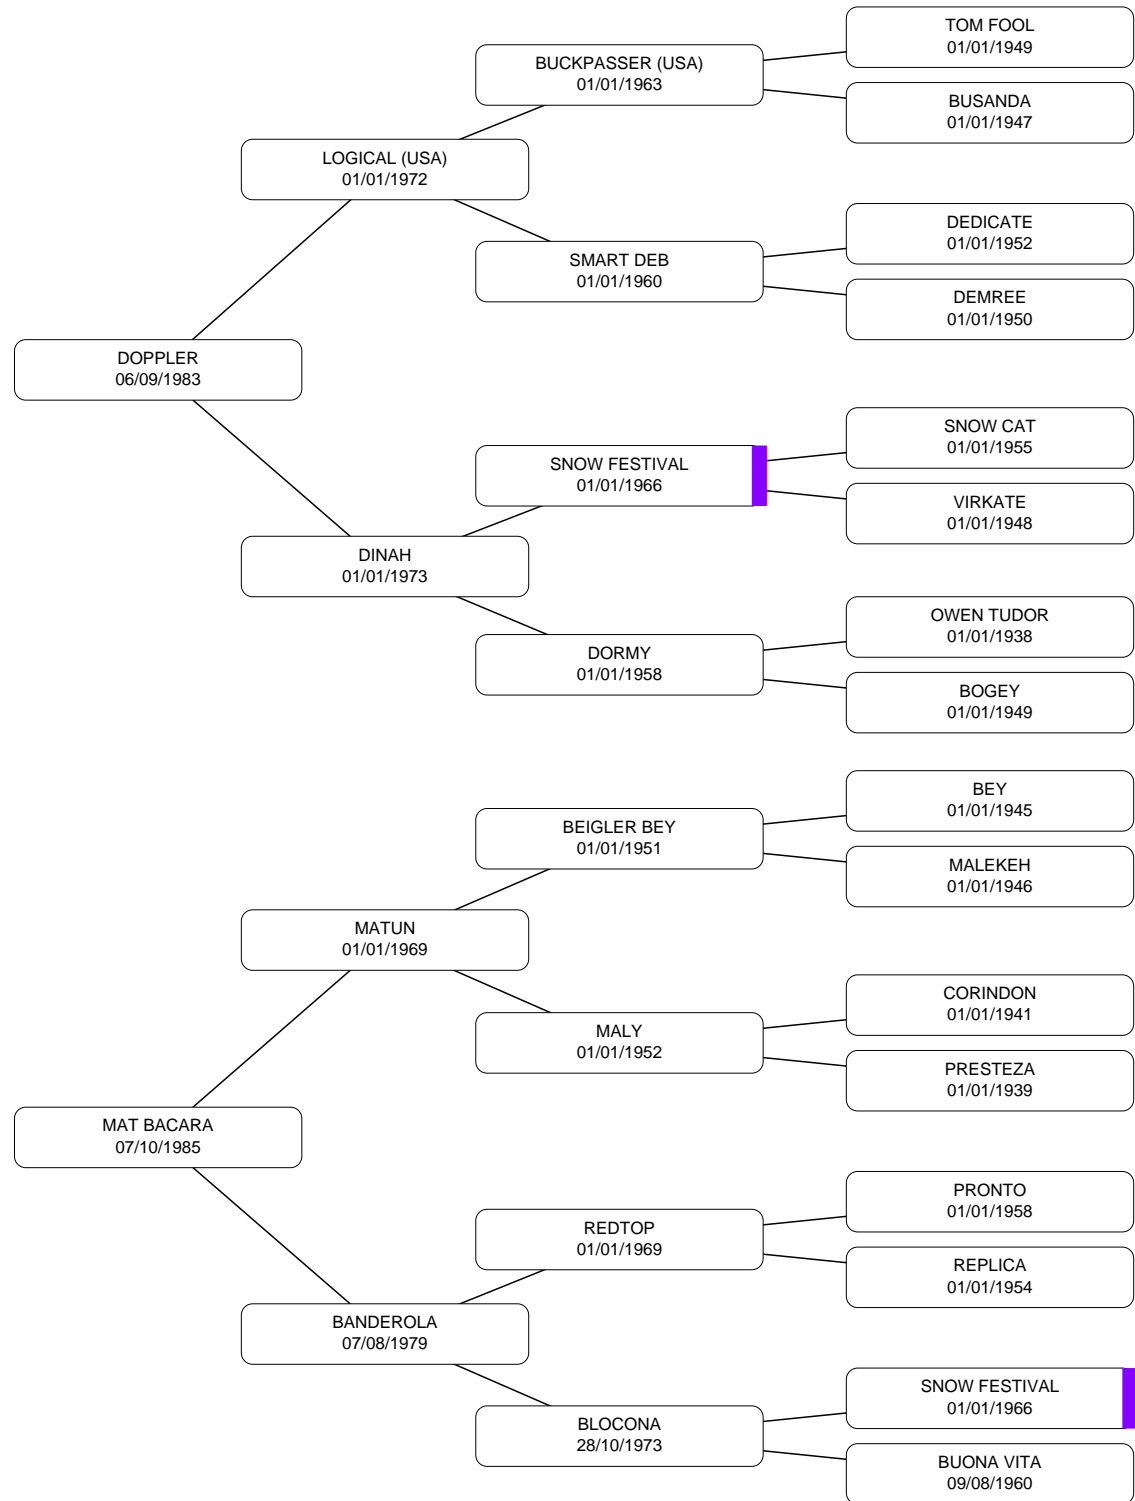 TOM FOOL
01/01/1949
BUCKPASSER (USA)
01/01/1963
BUSANDA
01/01/1947
LOGICAL (USA)
01/01/1972
DEDICATE
01/01/1952
SMART DEB
01/01/1960
DEMREE
01/01/1950
DOPPLER
06/09/1983
SNOW CAT
01/01/1955
SNOW FESTIVAL
01/01/1966
VIRKATE
01/01/1948
DINAH
01/01/1973
OWEN TUDOR
01/01/1938
DORMY
01/01/1958
BOGEY
01/01/1949
BEY
01/01/1945
BEIGLER BEY
01/01/1951
MALEKEH
01/01/1946
MATUN
01/01/1969
CORINDON
01/01/1941
MALY
01/01/1952
PRESTEZA
01/01/1939
MAT BACARA
07/10/1985
PRONTO
01/01/1958
REDTOP
01/01/1969
REPLICA
01/01/1954
BANDEROLA
07/08/1979
SNOW FESTIVAL
01/01/1966
BLOCONA
28/10/1973
BUONA VITA
09/08/1960